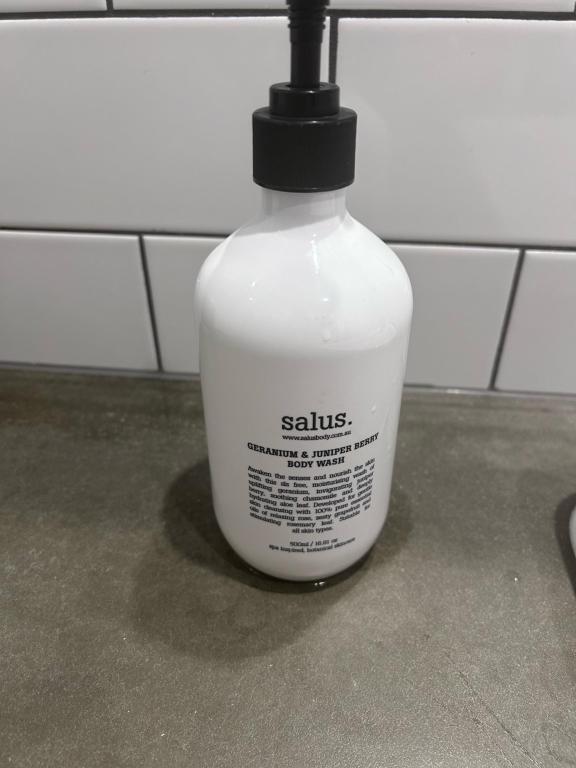 salus.
www.salusbody.com.au
GERANIUM & JUNIPER BERRY
BODY WASH
Awaken the senses and nourish the skin
with this sls free, moisturising wash of
uplifting geranium, invigorating juniper
berry, soothing chamomile and deeply
hydrating aloe leaf. Developed for gentle
skin cleansing with 100% pure essential
oils of relaxing rose, zesty grapefruit and
stimulating rosemary leaf. Suitable for
all skin types.
500ml / 16.91 oz
spa inspired, botanical skincare